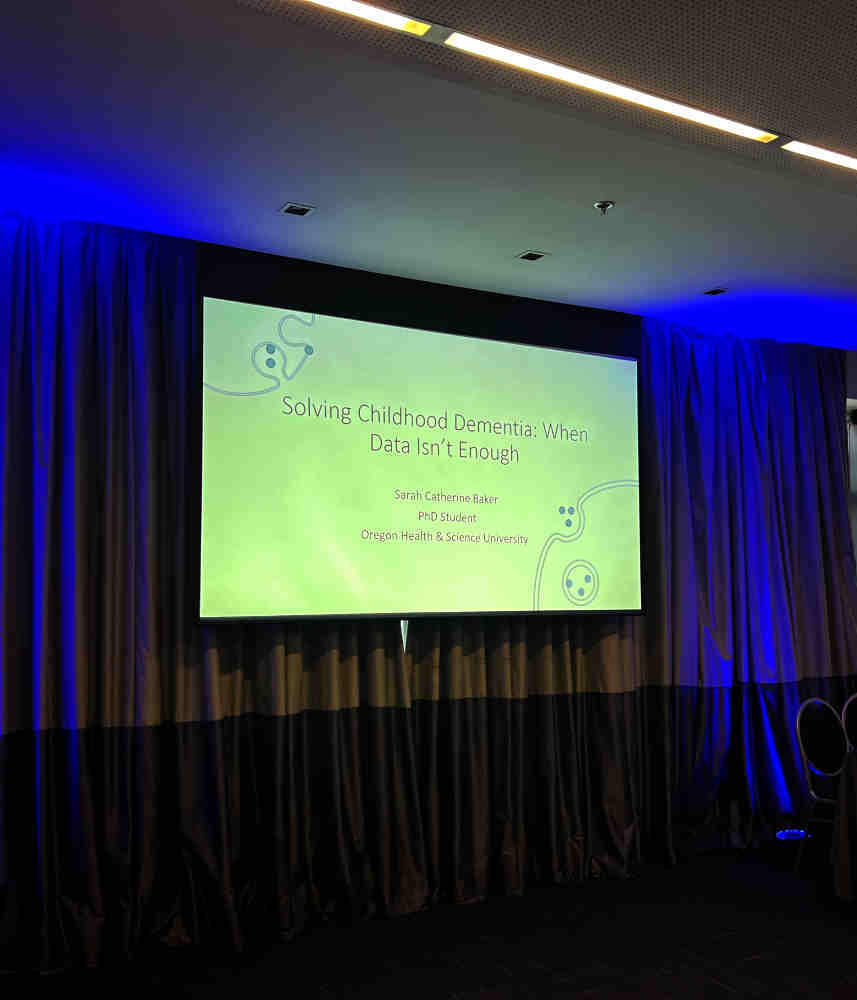 Solving Childhood Dementia: When
Data Isn't Enough
Sarah Catherine Baker
PhD Student
Oregon Health & Science University